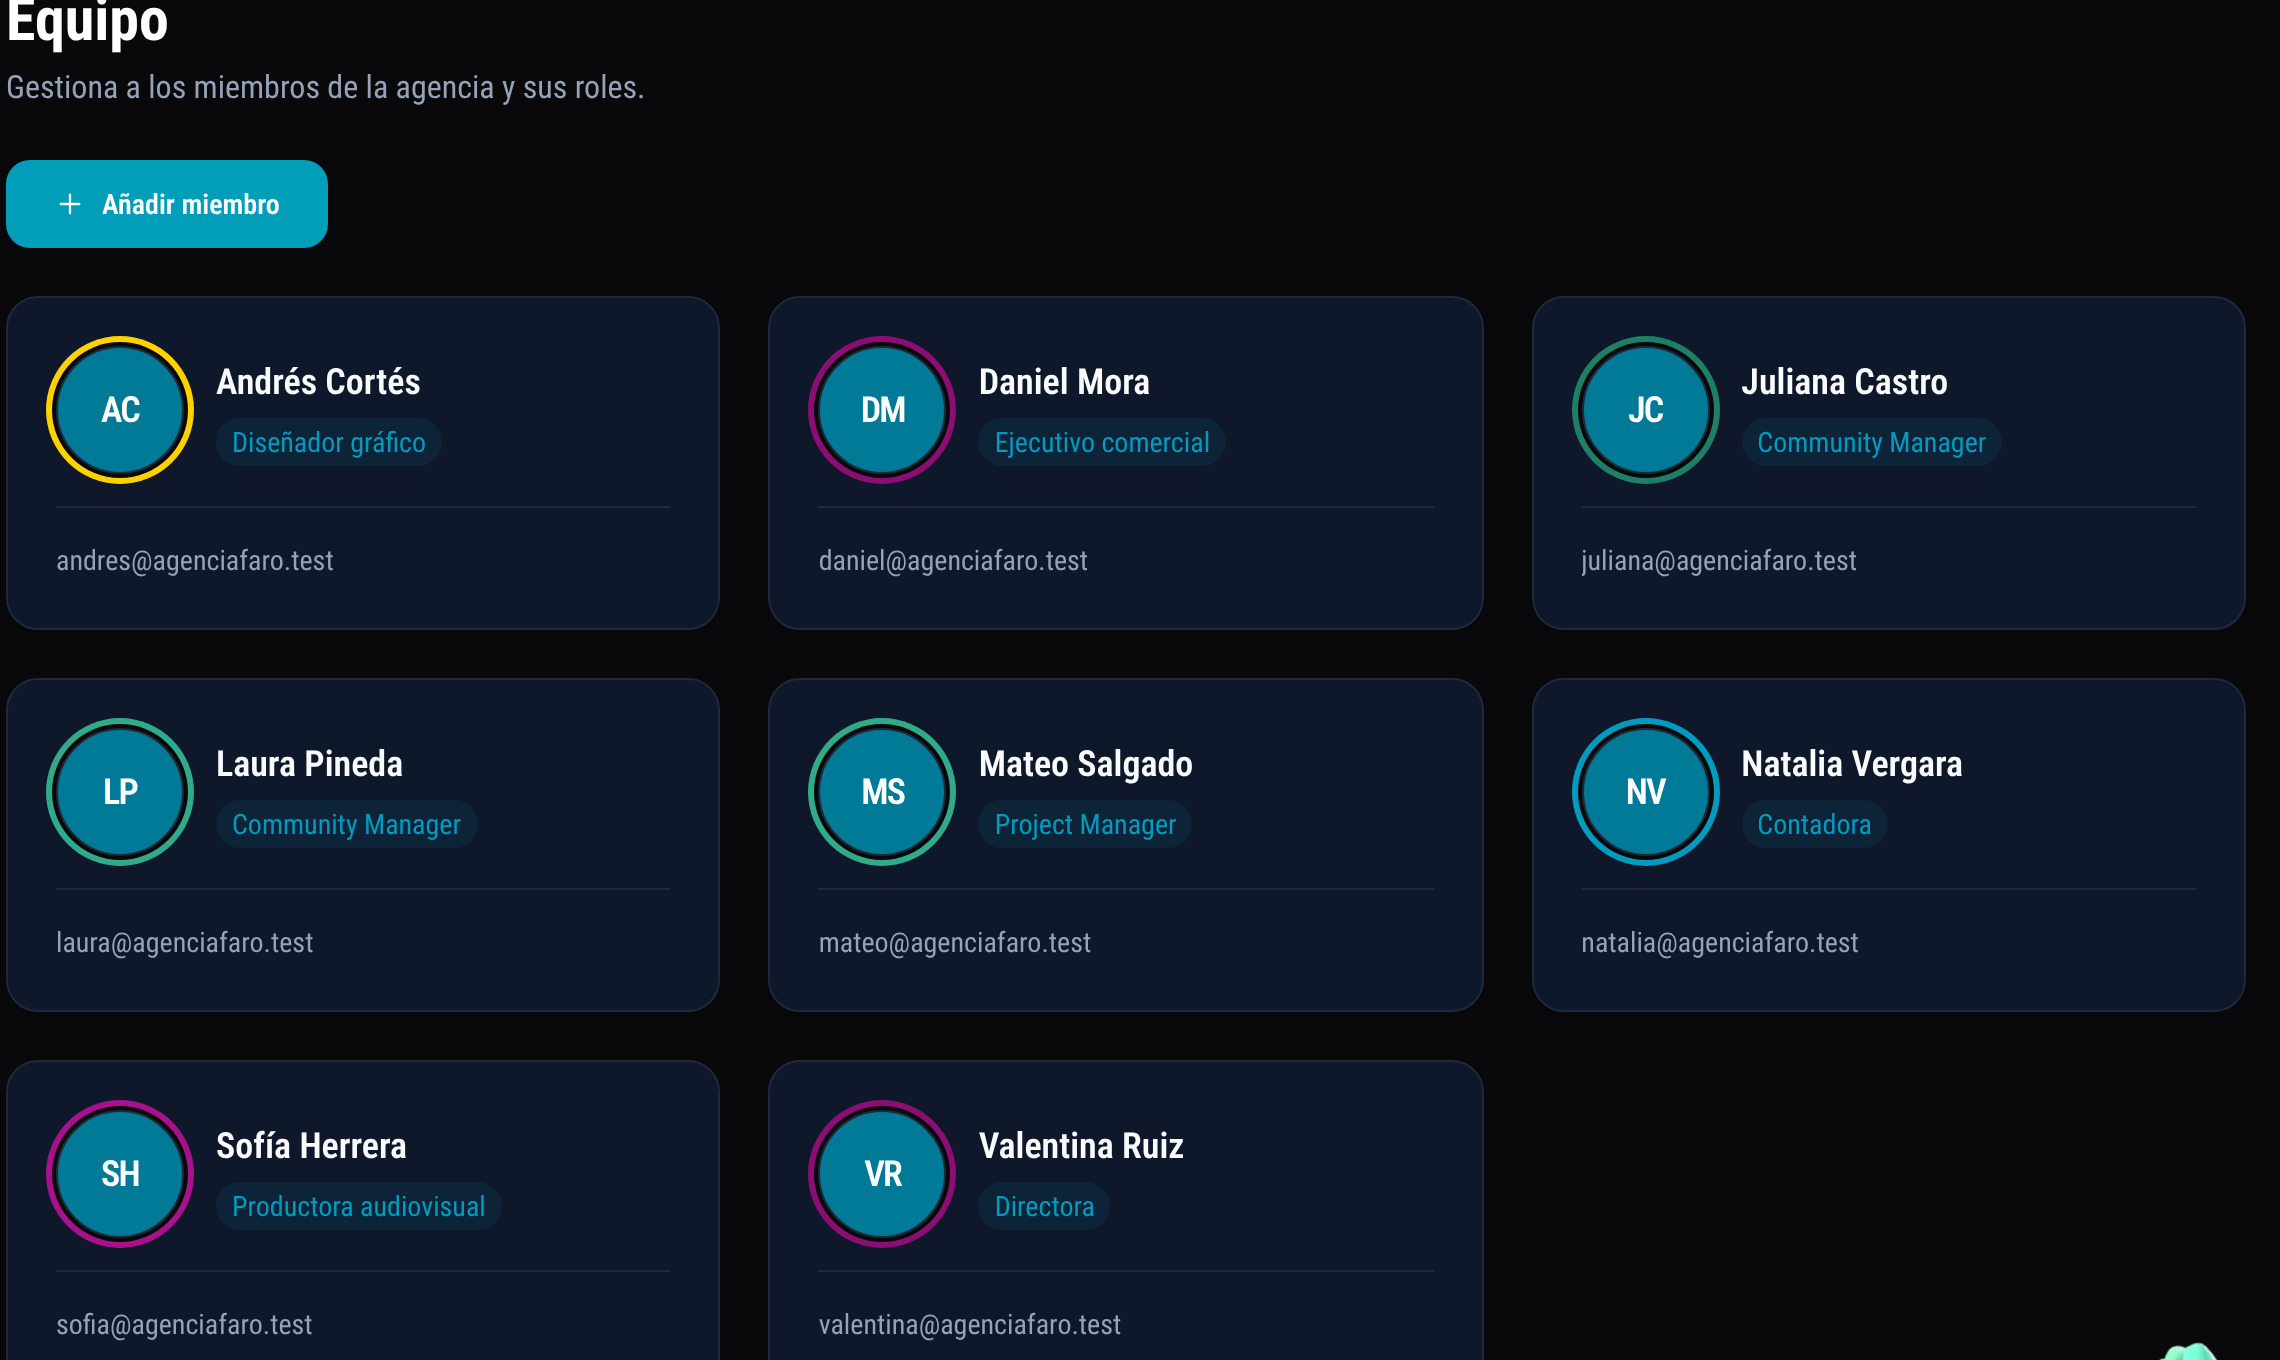 Equipo
Gestiona a los miembros de la agencia y sus roles.
+ Añadir miembro
AC
Andrés Cortés
Diseñador gráfico
andres@agenciafaro.test
DM
Daniel Mora
Ejecutivo comercial
daniel@agenciafaro.test
JC
Juliana Castro
Community Manager
juliana@agenciafaro.test
LP
Laura Pineda
Community Manager
laura@agenciafaro.test
MS
Mateo Salgado
Project Manager
mateo@agenciafaro.test
NV
Natalia Vergara
Contadora
natalia@agenciafaro.test
SH
Sofía Herrera
Productora audiovisual
sofia@agenciafaro.test
VR
Valentina Ruiz
Directora
valentina@agenciafaro.test